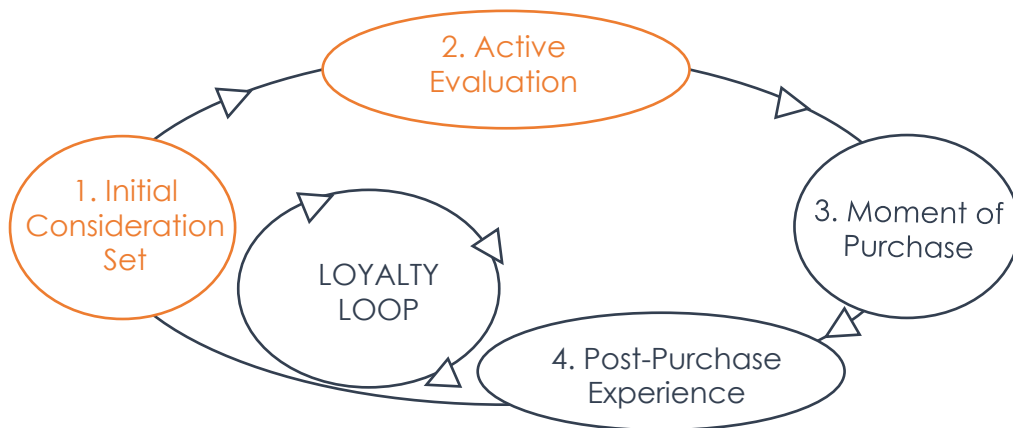 2. Active
Evaluation
1. Initial
Consideration
Set
3. Moment of
Purchase
LOYALTY
LOOP
4. Post-Purchase
Experience